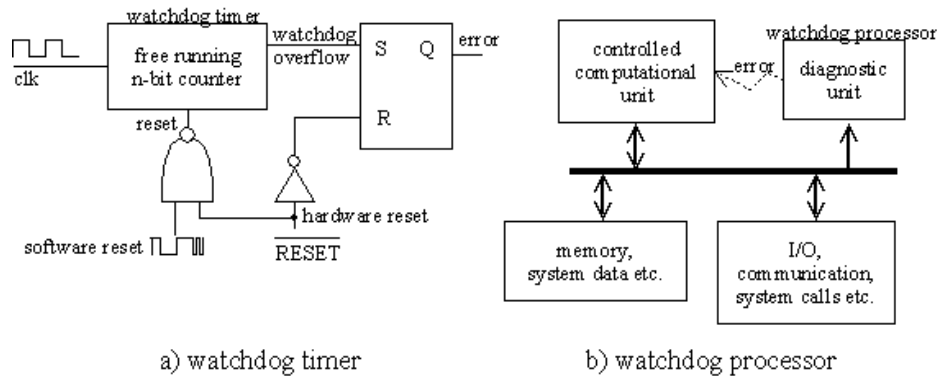 watchdog timer
free running
n-bit counter
clk
watchdog
overflow
S
Q
error
R
reset
hardware reset
software reset
RESET
a) watchdog timer
controlled
computational
unit
error
watchdog processor
diagnostic
unit
memory,
system data etc.
I/O,
communication,
system calls etc.
b) watchdog processor